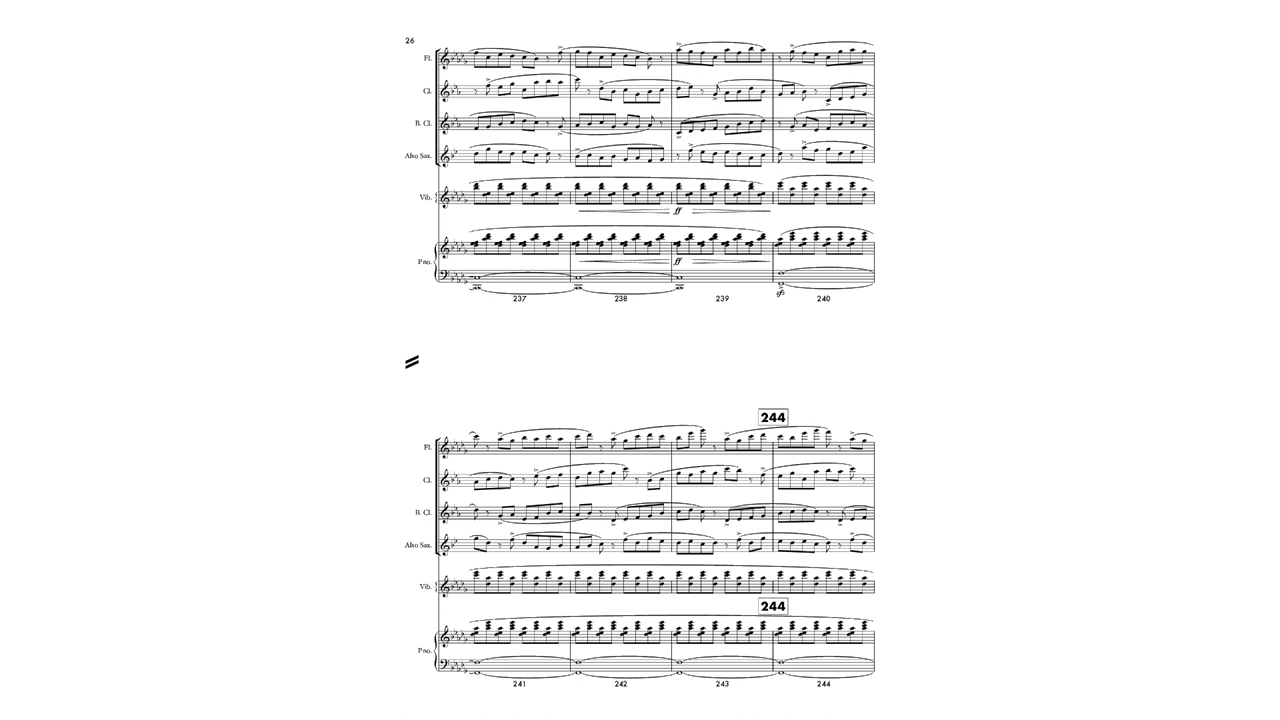 26
Fl.
Cl.
B. Cl.
Alto Sax.
Vib.
ff
Pno.
ff
sfz
237 238 239 240
244
Fl.
Cl.
B. Cl.
Alto Sax.
Vib.
244
Pno.
241 242 243 244